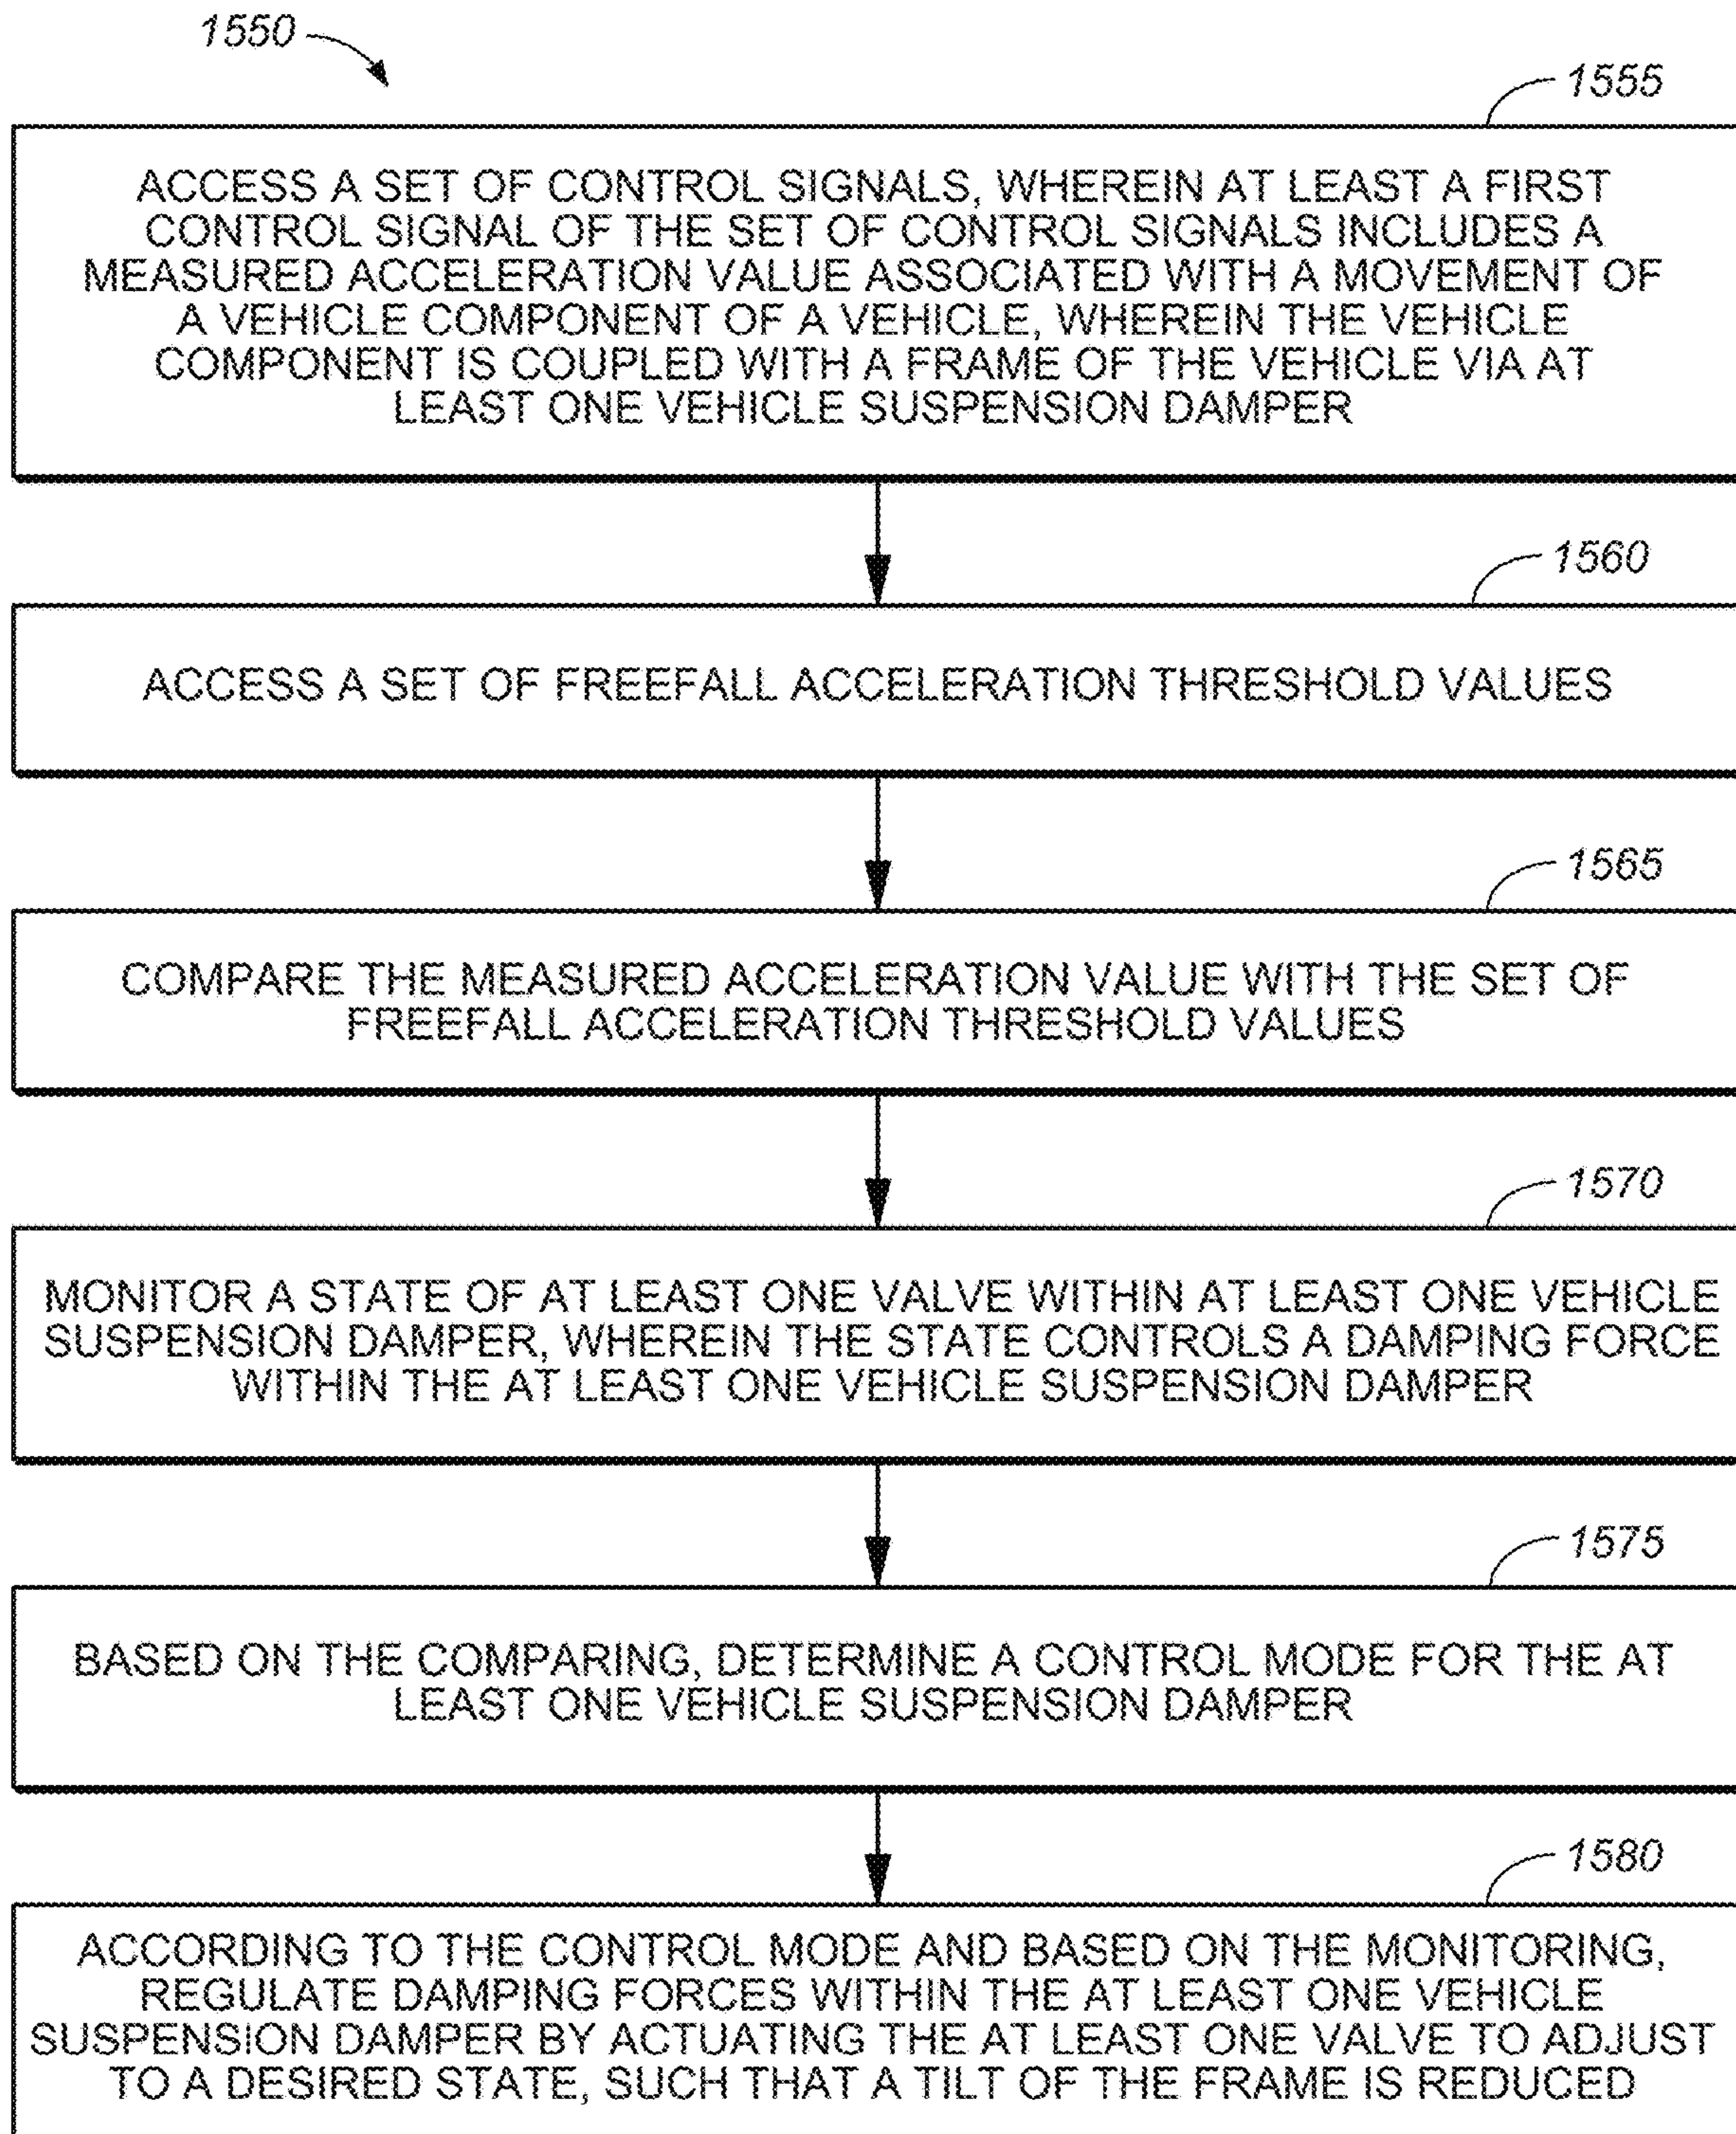 1550
1555
ACCESS A SET OF CONTROL SIGNALS, WHEREIN AT LEAST A FIRST
CONTROL SIGNAL OF THE SET OF CONTROL SIGNALS INCLUDES A
MEASURED ACCELERATION VALUE ASSOCIATED WITH A MOVEMENT OF
A VEHICLE COMPONENT OF A VEHICLE, WHEREIN THE VEHICLE
COMPONENT IS COUPLED WITH A FRAME OF THE VEHICLE VIA AT
LEAST ONE VEHICLE SUSPENSION DAMPER
1560
ACCESS A SET OF FREEFALL ACCELERATION THRESHOLD VALUES
1565
COMPARE THE MEASURED ACCELERATION VALUE WITH THE SET OF
FREEFALL ACCELERATION THRESHOLD VALUES
1570
MONITOR A STATE OF AT LEAST ONE VALVE WITHIN AT LEAST ONE VEHICLE
SUSPENSION DAMPER, WHEREIN THE STATE CONTROLS A DAMPING FORCE
WITHIN THE AT LEAST ONE VEHICLE SUSPENSION DAMPER
1575
BASED ON THE COMPARING, DETERMINE A CONTROL MODE FOR THE AT
LEAST ONE VEHICLE SUSPENSION DAMPER
1580
ACCORDING TO THE CONTROL MODE AND BASED ON THE MONITORING,
REGULATE DAMPING FORCES WITHIN THE AT LEAST ONE VEHICLE
SUSPENSION DAMPER BY ACTUATING THE AT LEAST ONE VALVE TO ADJUST
TO A DESIRED STATE, SUCH THAT A TILT OF THE FRAME IS REDUCED